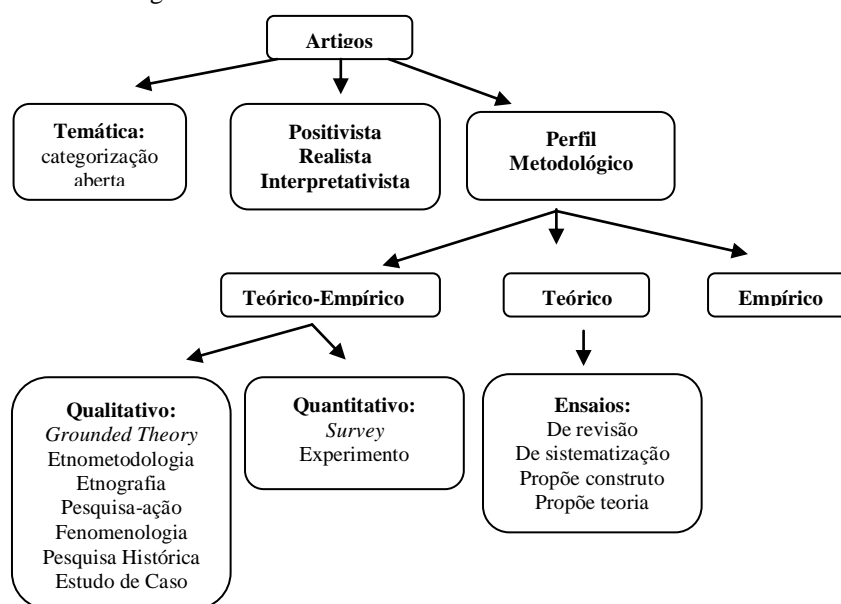 Artigos
Temática:
categorização
aberta
Positivista
Realista
Interpretativista
Perfil
Metodológico
Teórico-Empírico
Teórico
Empírico
Qualitativo:
Grounded Theory
Etnometodologia
Etnografia
Pesquisa-ação
Fenomenologia
Pesquisa Histórica
Estudo de Caso
Quantitativo:
Survey
Experimento
Ensaios:
De revisão
De sistematização
Propõe construto
Propõe teoria